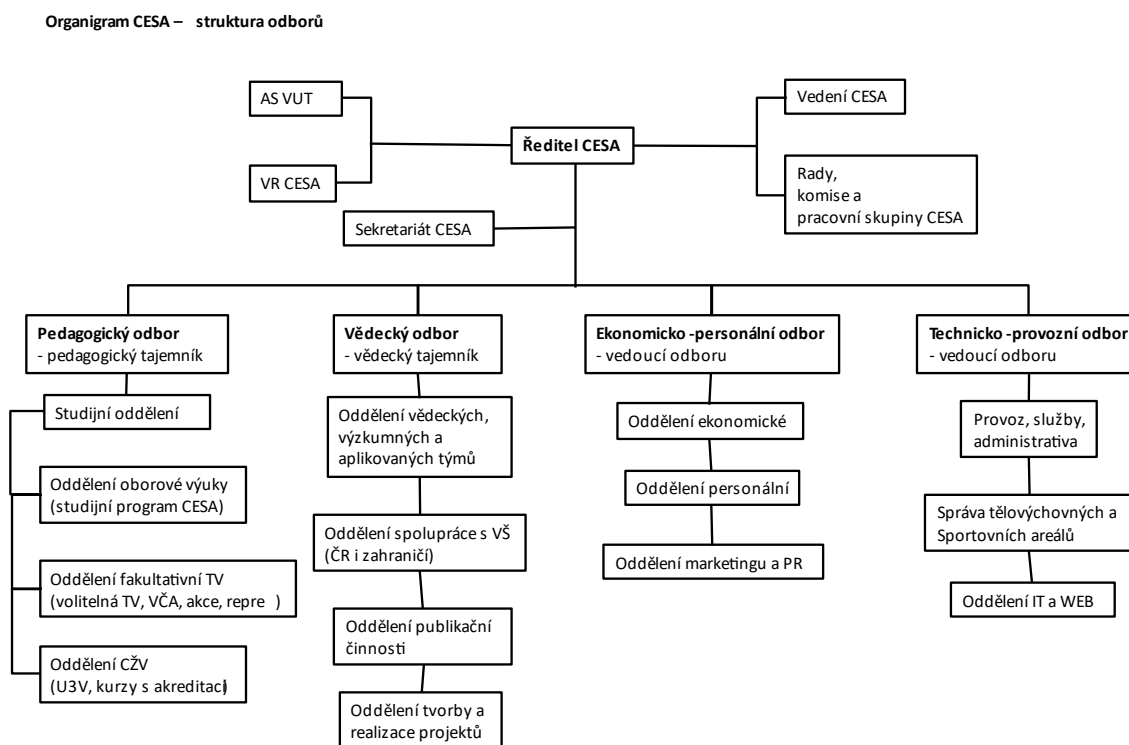 Organigram CESA – struktura odborů
AS VUT
Vedení CESA
Ředitel CESA
VR CESA
Rady,
komise a
pracovní skupiny CESA
Sekretariát CESA
Pedagogický odbor
- pedagogický tajemník
Vědecký odbor
- vědecký tajemník
Ekonomicko -personální odbor
- vedoucí odboru
Technicko -provozní odbor
- vedoucí odboru
Studijní oddělení
Oddělení oborové výuky
(studijní program CESA)
Oddělení fakultativní TV
(volitelná TV, VČA, akce, repre )
Oddělení CŽV
(U3V, kurzy s akreditací)
Oddělení vědeckých,
výzkumných a
aplikovaných týmů
Oddělení spolupráce s VŠ
(ČR i zahraničí)
Oddělení publikační
činnosti
Oddělení tvorby a
realizace projektů
Oddělení ekonomické
Oddělení personální
Oddělení marketingu a PR
Provoz, služby,
administrativa
Správa tělovýchovných a
Sportovních areálů
Oddělení IT a WEB